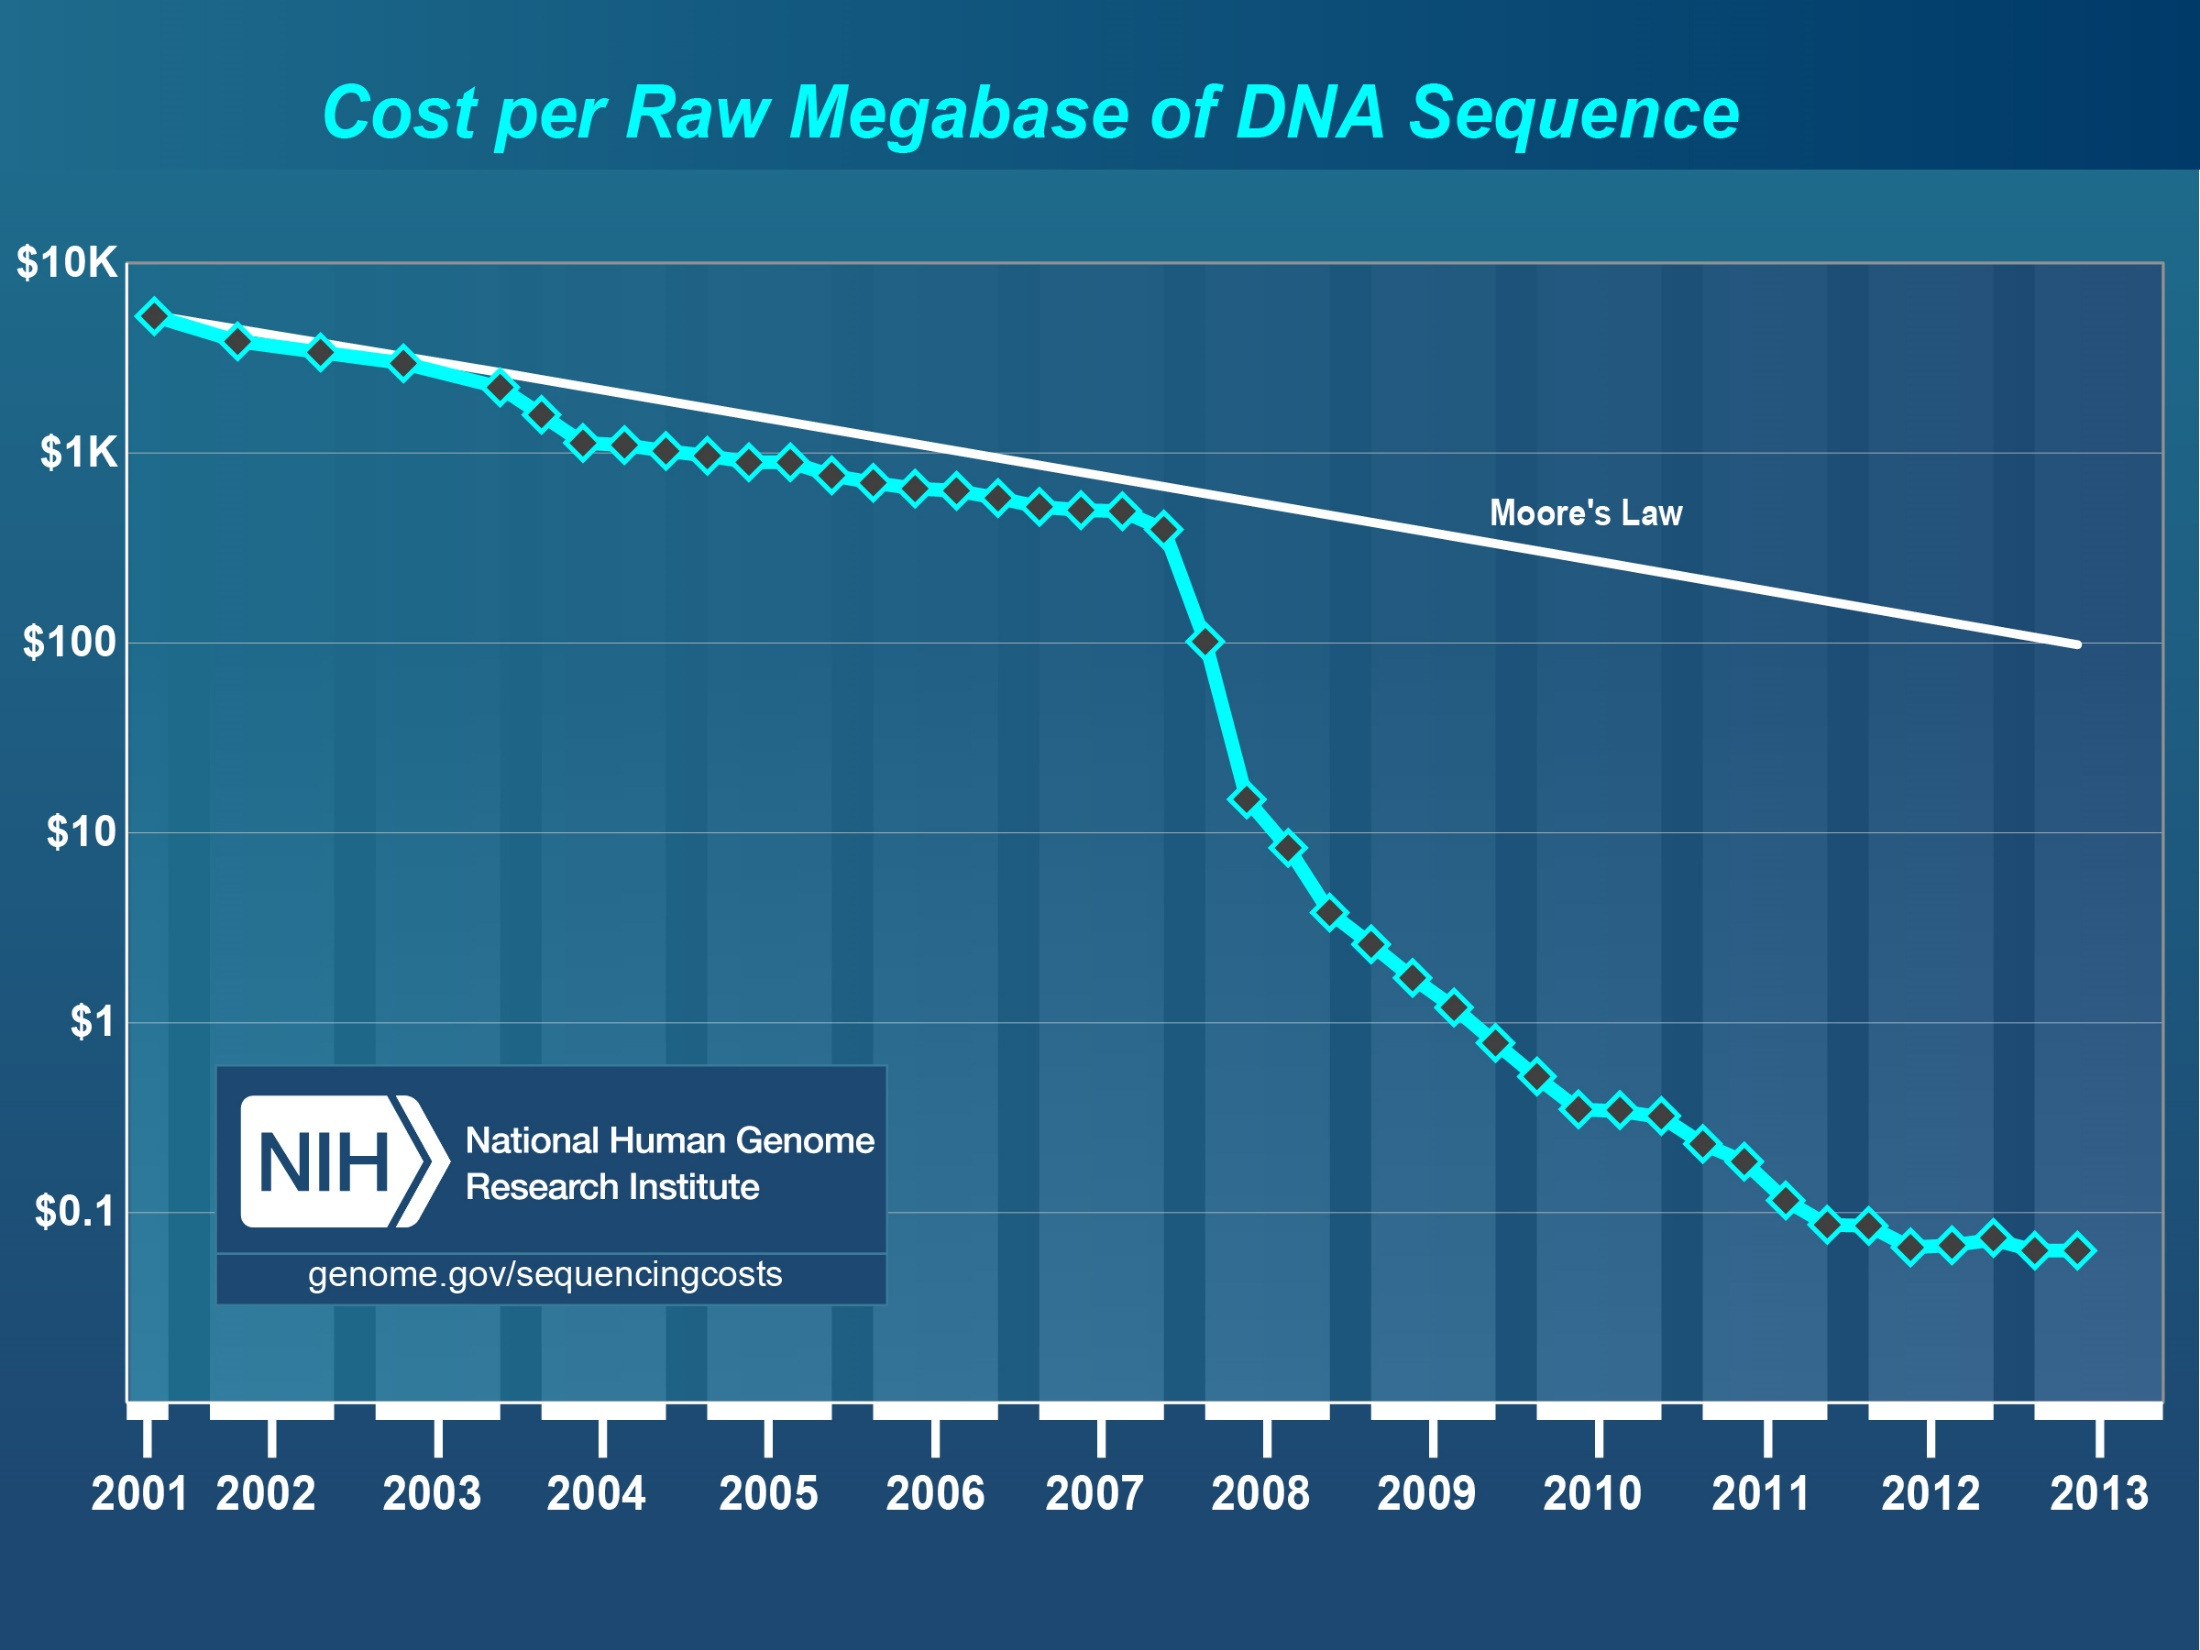 Cost per Raw Megabase of DNA Sequence
$10K
$1K
$100
$10
$1
$0.1
Moore's Law
NIH
National Human Genome
Research Institute
genome.gov/sequencingcosts
2001 2002 2003 2004 2005 2006 2007 2008 2009 2010 2011 2012 2013